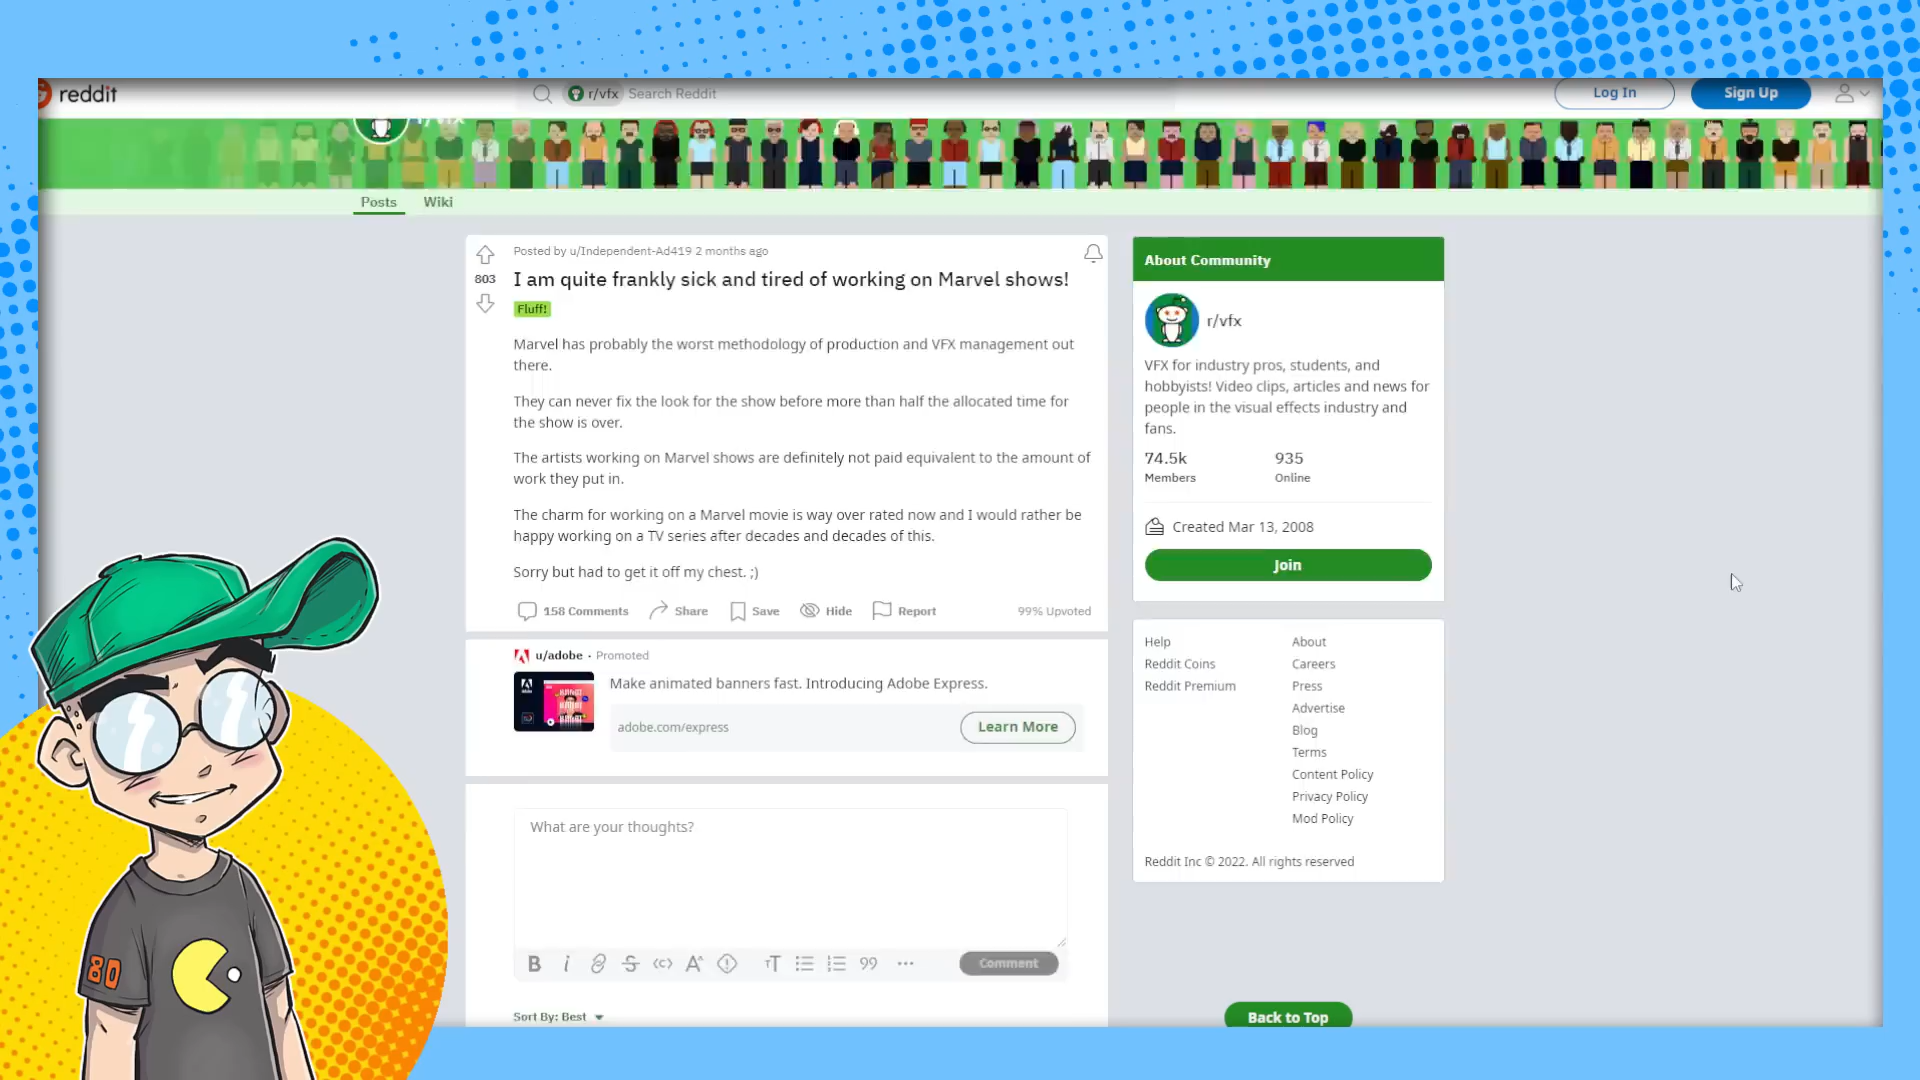 reddit
r/vfx Search Reddit
Log In
Sign Up
r/vfx
Posts
Wiki
803
Posted by u/Independent-Ad419 2 months ago
I am quite frankly sick and tired of working on Marvel shows!
Fluff!
Marvel has probably the worst methodology of production and VFX management out
there.
They can never fix the look for the show before more than half the allocated time for
the show is over.
The artists working on Marvel shows are definitely not paid equivalent to the amount of
work they put in.
The charm for working on a Marvel movie is way over rated now and I would rather be
happy working on a TV series after decades and decades of this.
Sorry but had to get it off my chest. ;)
158 Comments
Share
Save
Hide
Report
99% Upvoted
u/adobe · Promoted
Make animated banners fast. Introducing Adobe Express.
adobe.com/express
Learn More
What are your thoughts?
Comment
Sort By: Best
About Community
r/vfx
VFX for industry pros, students, and
hobbyists! Video clips, articles and news for
people in the visual effects industry and
fans.
74.5k
Members
935
Online
Created Mar 13, 2008
Join
Help
Reddit Coins
Reddit Premium
About
Careers
Press
Advertise
Blog
Terms
Content Policy
Privacy Policy
Mod Policy
Reddit Inc © 2022. All rights reserved
Back to Top
80